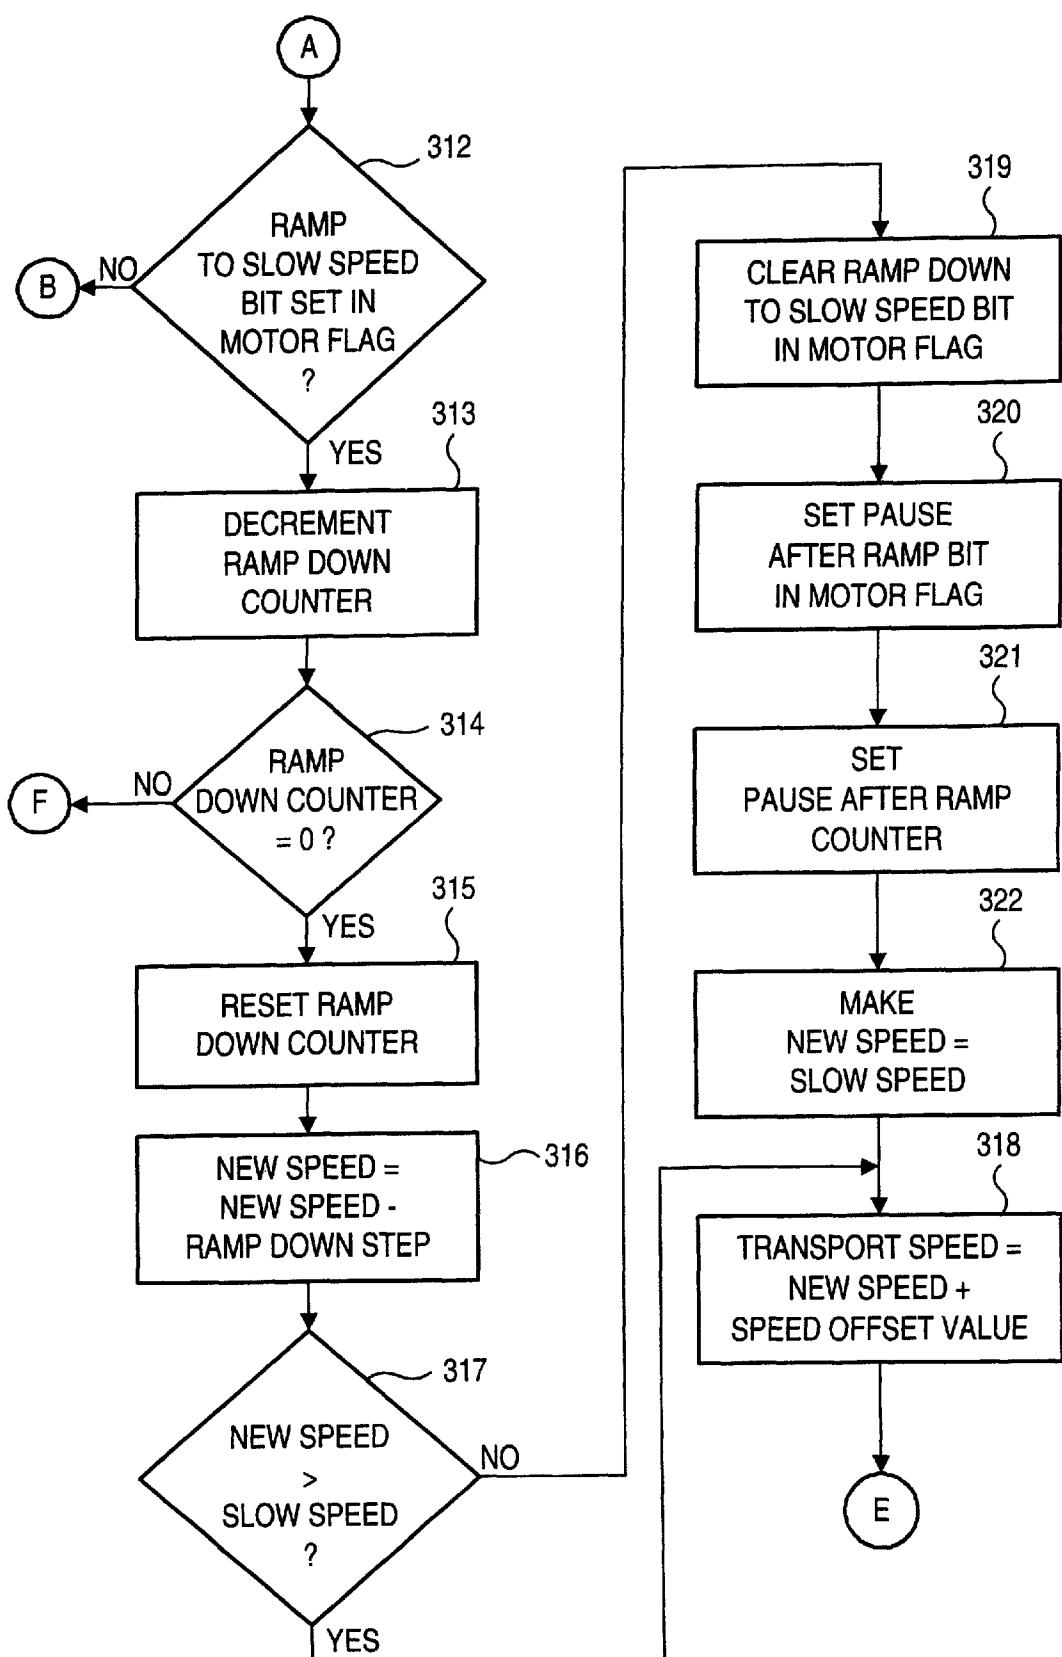 A
312
RAMP
TO SLOW SPEED
BIT SET IN
MOTOR FLAG
?
NO
B
YES
313
DECREMENT
RAMP DOWN
COUNTER
314
RAMP
DOWN COUNTER
= 0 ?
NO
F
YES
315
RESET RAMP
DOWN COUNTER
316
NEW SPEED =
NEW SPEED -
RAMP DOWN STEP
317
NEW SPEED
>
SLOW SPEED
?
NO
YES
319
CLEAR RAMP DOWN
TO SLOW SPEED BIT
IN MOTOR FLAG
320
SET PAUSE
AFTER RAMP BIT
IN MOTOR FLAG
321
SET
PAUSE AFTER RAMP
COUNTER
322
MAKE
NEW SPEED =
SLOW SPEED
318
TRANSPORT SPEED =
NEW SPEED +
SPEED OFFSET VALUE
E